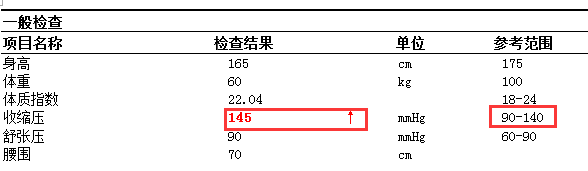 一般检查
项目名称 检查结果 单位 参考范围
身高 165 cm 175
体重 60 kg 100
体质指数 22.04 18-24
收缩压 145 ↑ mmHg 90-140
舒张压 90 mmHg 60-90
腰围 70 cm